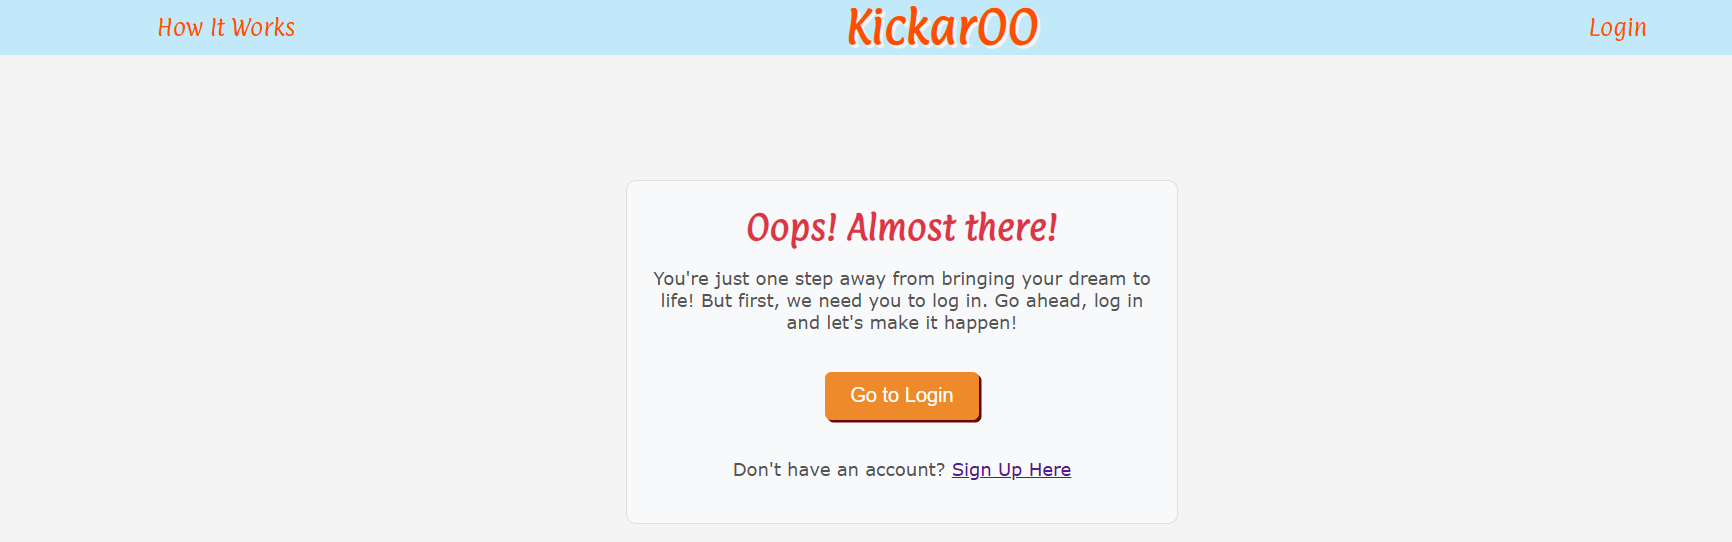 How It Works
KickarOO
Login
Oops! Almost there!
You're just one step away from bringing your dream to
life! But first, we need you to log in. Go ahead, log in
and let's make it happen!
Go to Login
Don't have an account? Sign Up Here